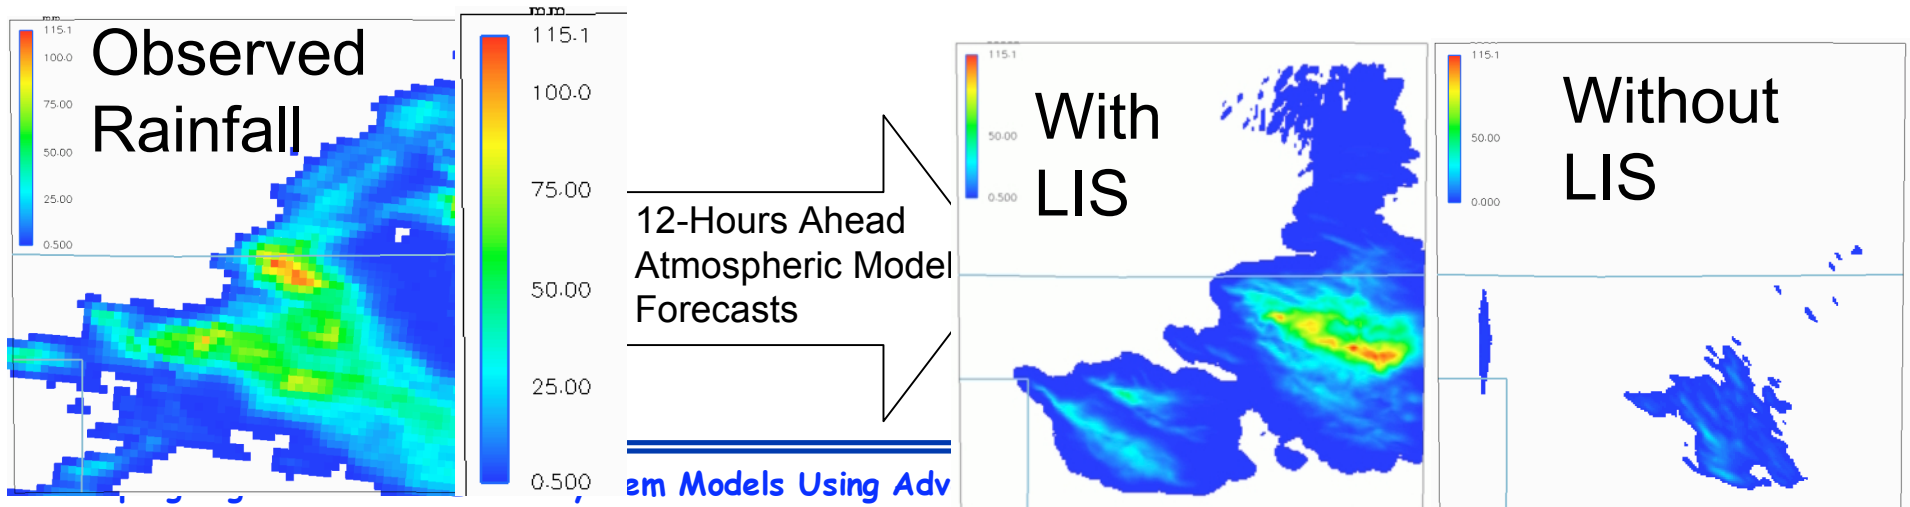 mm
115.1
100.0
75.00
50.00
25.00
0.500
Observed
Rainfall
mm
115.1
100.0
75.00
50.00
25.00
0.500
12-Hours Ahead
Atmospheric Model
Forecasts
em Models Using Adv
115.1
50.00
0.500
With
LIS
115.1
50.00
0.000
Without
LIS